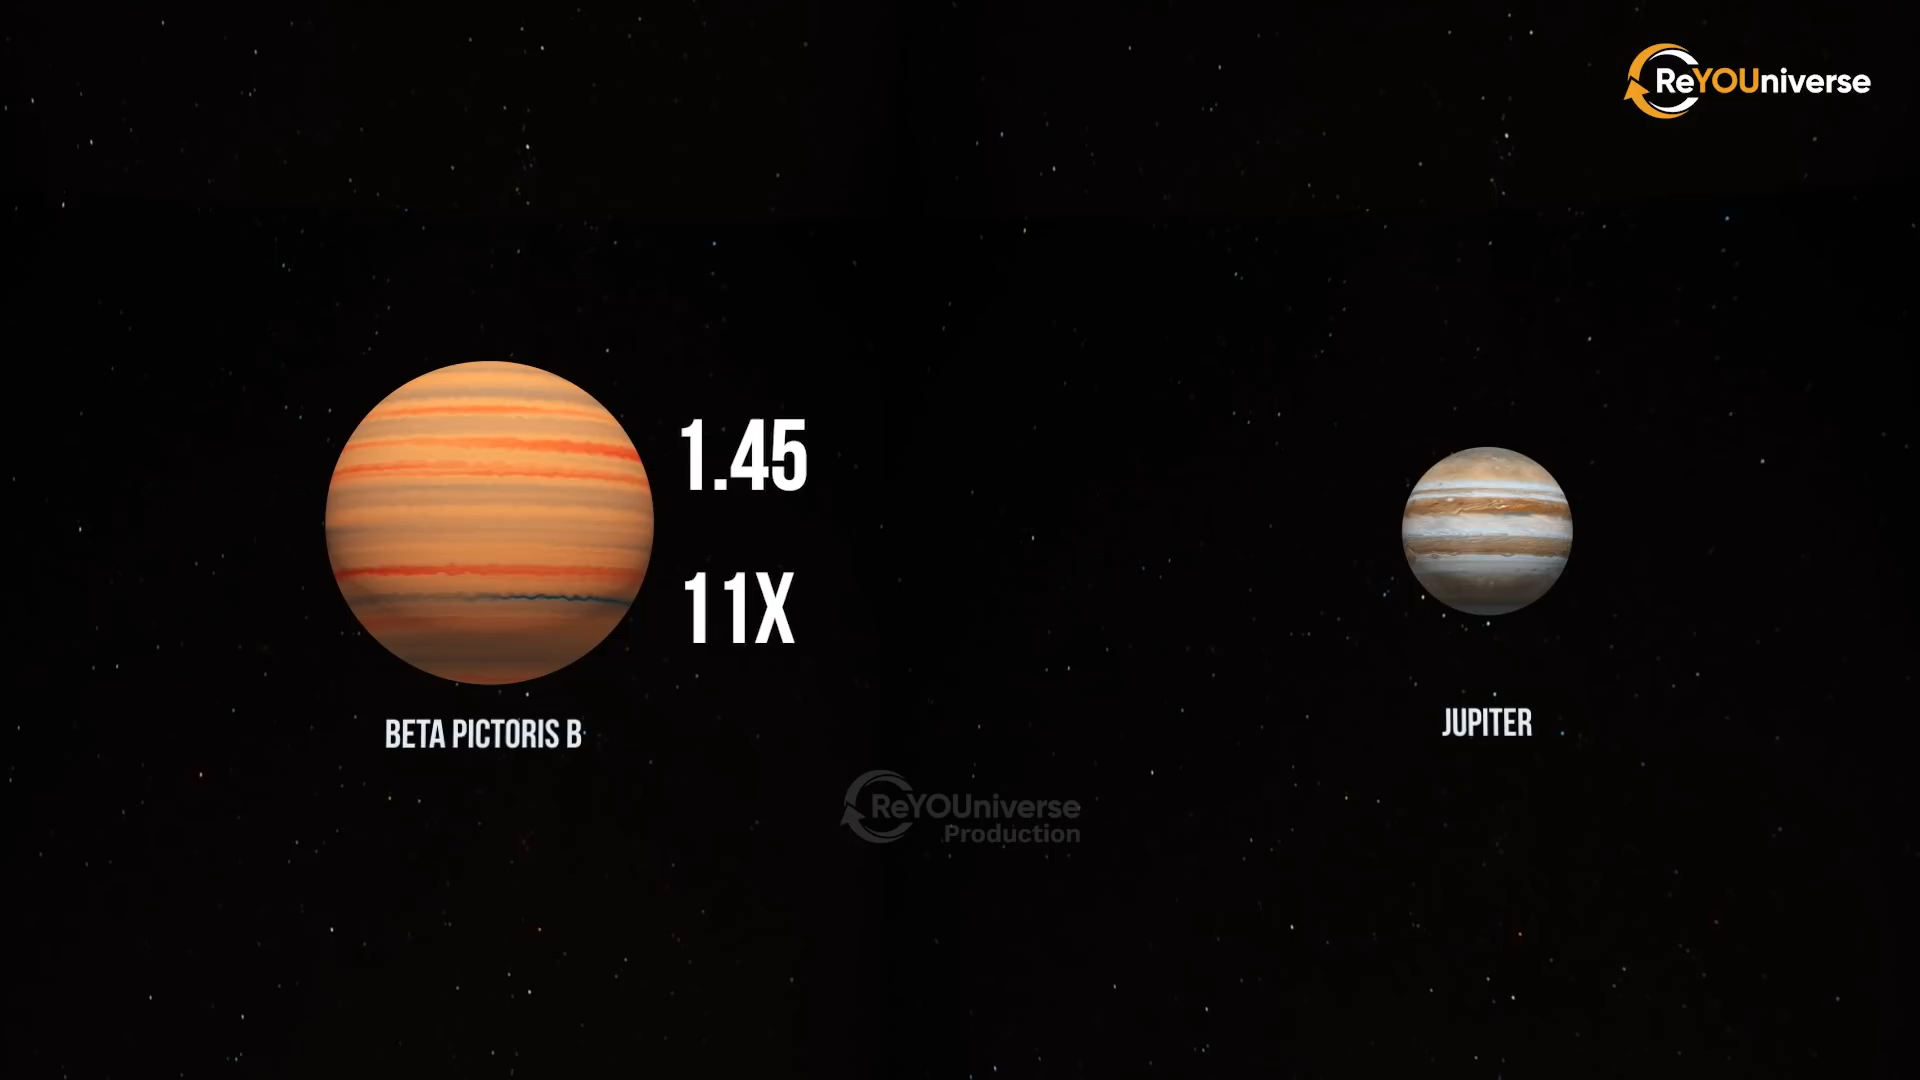 ReYOUniverse
1.45
11X
BETA PICTORIS B
JUPITER
ReYOUniverse
Production